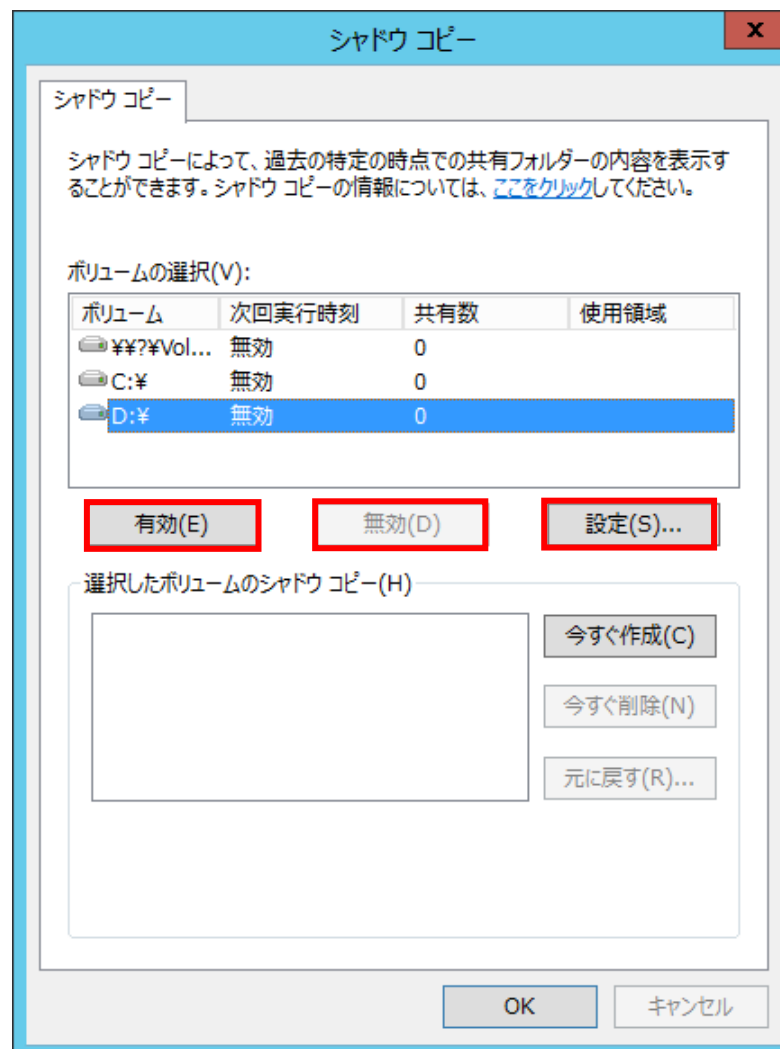 シャドウ コピー
x
シャドウ コピー
シャドウ コピーによって、過去の特定の時点での共有フォルダーの内容を表示す
ることができます。シャドウ コピーの情報については、ここをクリックしてください。
ボリュームの選択(V):
ボリューム 次回実行時刻 共有数 使用領域
¥¥?¥Vol... 無効 0
C:¥ 無効 0
D:¥ 無効 0
有効(E) 無効(D) 設定(S)...
選択したボリュームのシャドウ コピー(H)
今すぐ作成(C)
今すぐ削除(N)
元に戻す(R)...
OK キャンセル